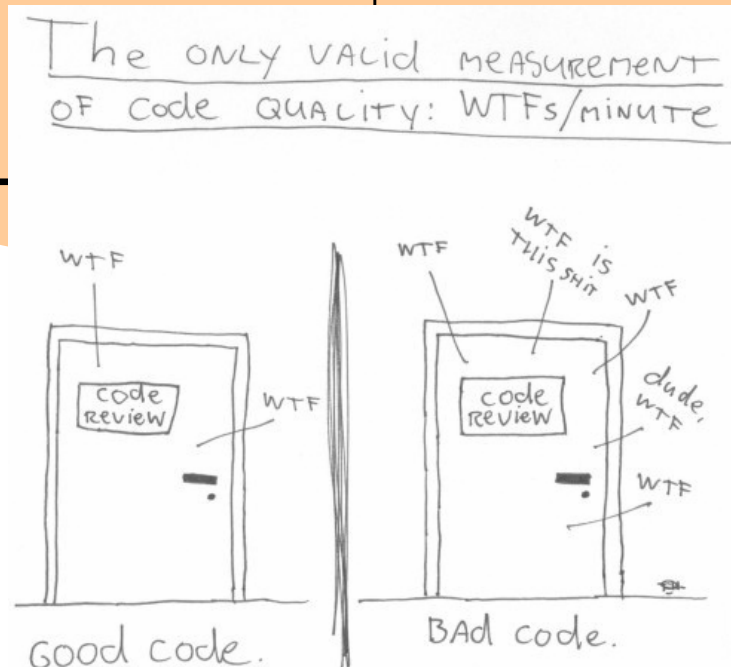 The ONLY VALID MEASUREMENT
OF Code QUALITY: WTFs/MINUTE
WTF
code
REVIEW
WTF
GOOD code.
WTF
WTF is
THIS SHIT
WTF
code
REVIEW
dude,
WTF
WTF
BAd code.